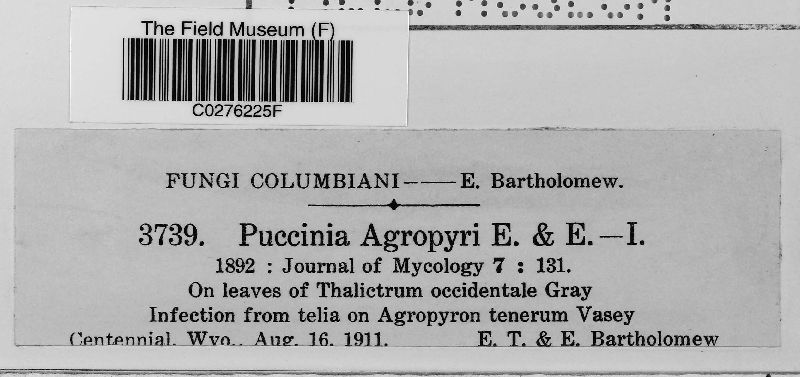 The Field Museum (F)
C0276225F
FUNGI COLUMBIANI——E. Bartholomew.
3739. Puccinia Agropyri E. & E.—I.
1892 : Journal of Mycology 7 : 131.
On leaves of Thalictrum occidentale Gray
Infection from telia on Agropyron tenerum Vasey
Centennial, Wyo., Aug. 16, 1911. E. T. & E. Bartholomew